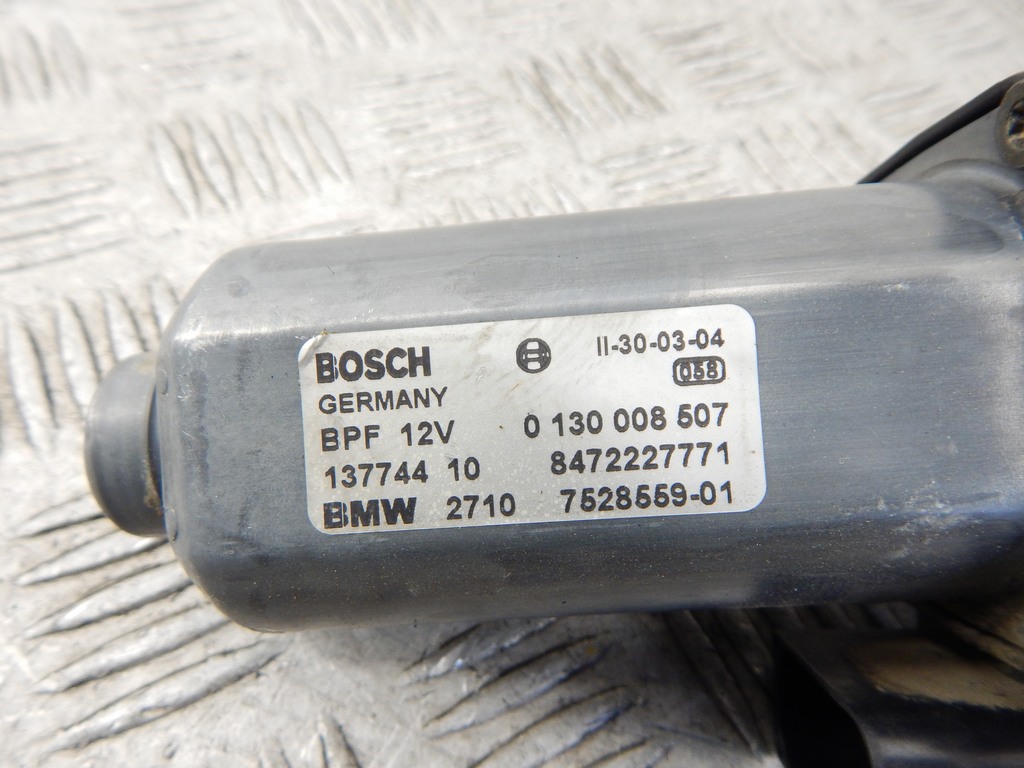 BOSCH II-30-03-04
GERMANY 058
BPF 12V 0 130 008 507
137744 10 8472227771
BMW 2710 7528559-01